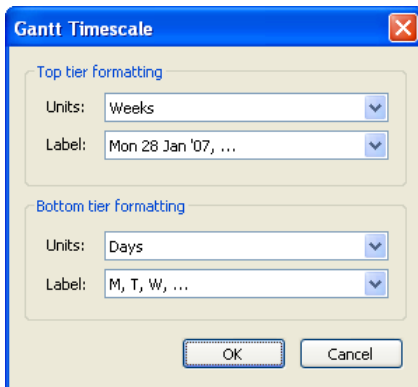 Gantt Timescale
Top tier formatting
Units: Weeks
Label: Mon 28 Jan '07, ...
Bottom tier formatting
Units: Days
Label: M, T, W, ...
OK Cancel